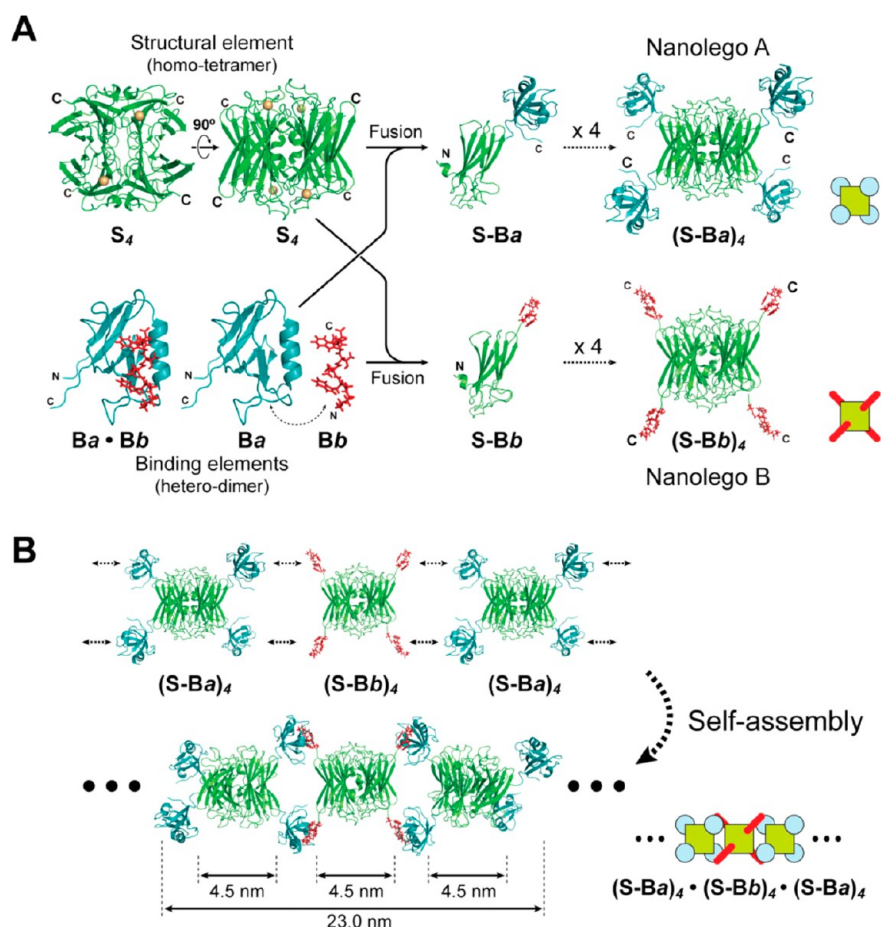 A
Structural element
(homo-tetramer)
Nanolego A
C
C
C
C
90º
C
C
C
C
Fusion
N
C
x 4
C
C
C
C
S4
S4
S-Ba
(S-Ba)4
N
C
C
N
Fusion
N
x 4
C
C
C
C
Ba • Bb
Ba
Bb
S-Bb
(S-Bb)4
Binding elements
(hetero-dimer)
Nanolego B
B
(S-Ba)4
(S-Bb)4
(S-Ba)4
Self-assembly
4.5 nm
4.5 nm
4.5 nm
23.0 nm
(S-Ba)4 • (S-Bb)4 • (S-Ba)4